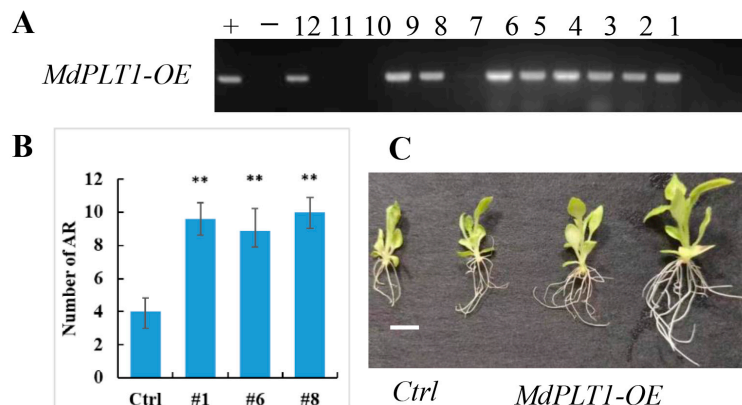 A
+ − 12 11 10 9 8 7 6 5 4 3 2 1
MdPLT1-OE
B
12
10
8
6
4
2
0
Number of AR
** ** **
Ctrl #1 #6 #8
C
Ctrl MdPLT1-OE